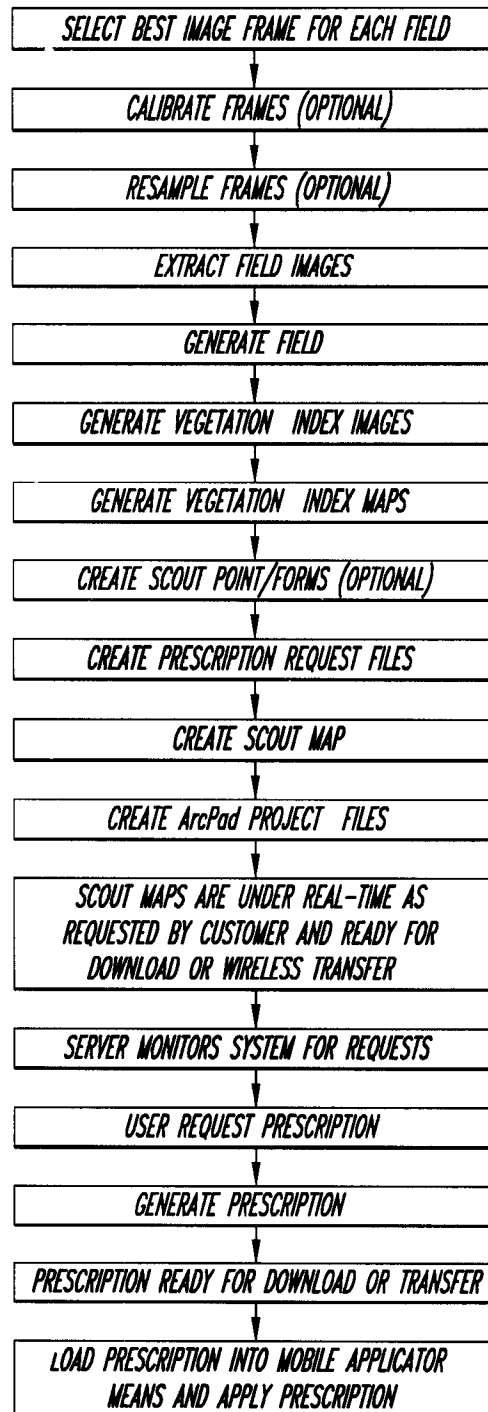 SELECT BEST IMAGE FRAME FOR EACH FIELD
CALIBRATE FRAMES (OPTIONAL)
RESAMPLE FRAMES (OPTIONAL)
EXTRACT FIELD IMAGES
GENERATE FIELD
GENERATE VEGETATION INDEX IMAGES
GENERATE VEGETATION INDEX MAPS
CREATE SCOUT POINT/FORMS (OPTIONAL)
CREATE PRESCRIPTION REQUEST FILES
CREATE SCOUT MAP
CREATE ArcPad PROJECT FILES
SCOUT MAPS ARE UNDER REAL-TIME AS
REQUESTED BY CUSTOMER AND READY FOR
DOWNLOAD OR WIRELESS TRANSFER
SERVER MONITORS SYSTEM FOR REQUESTS
USER REQUEST PRESCRIPTION
GENERATE PRESCRIPTION
PRESCRIPTION READY FOR DOWNLOAD OR TRANSFER
LOAD PRESCRIPTION INTO MOBILE APPLICATOR
MEANS AND APPLY PRESCRIPTION